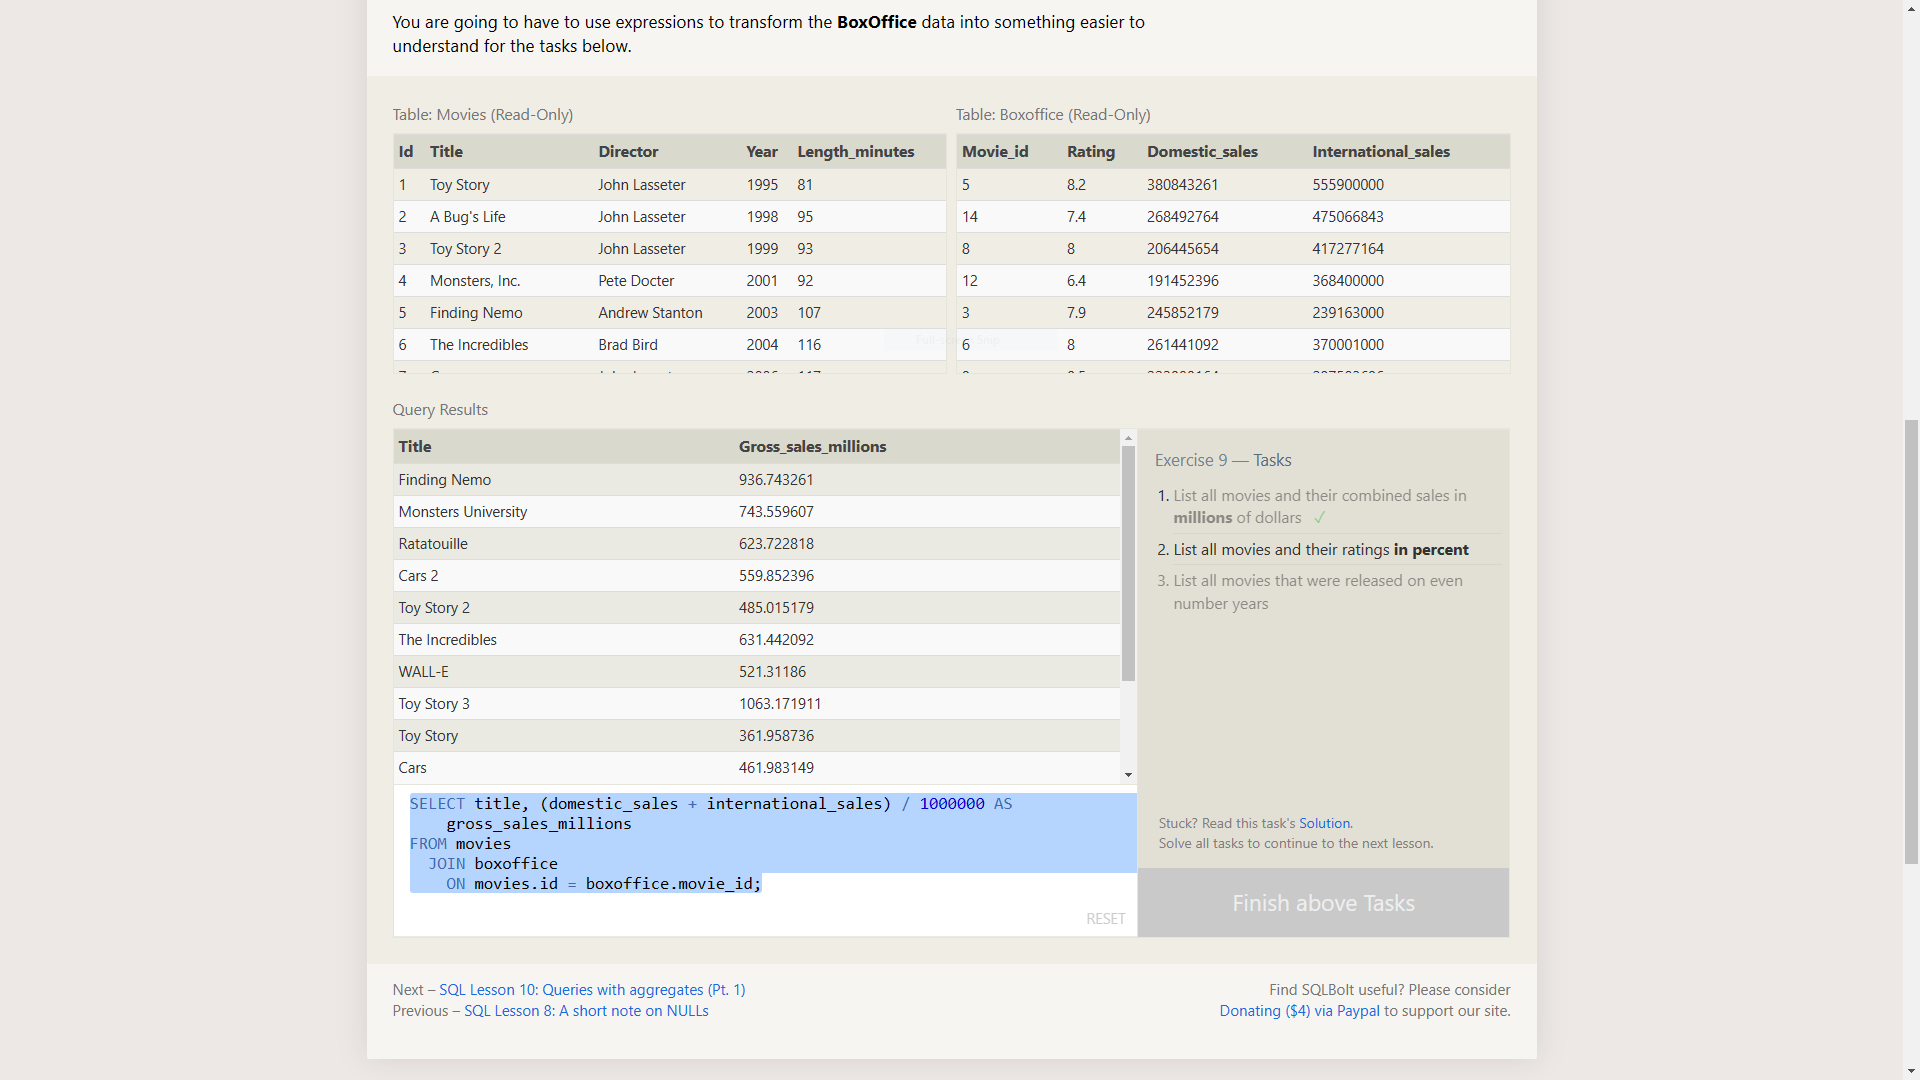 You are going to have to use expressions to transform the BoxOffice data into something easier to
understand for the tasks below.
Table: Movies (Read-Only)
Id Title Director Year Length_minutes
1 Toy Story John Lasseter 1995 81
2 A Bug's Life John Lasseter 1998 95
3 Toy Story 2 John Lasseter 1999 93
4 Monsters, Inc. Pete Docter 2001 92
5 Finding Nemo Andrew Stanton 2003 107
6 The Incredibles Brad Bird 2004 116
Table: Boxoffice (Read-Only)
Movie_id Rating Domestic_sales International_sales
5 8.2 380843261 555900000
14 7.4 268492764 475066843
8 8 206445654 417277164
12 6.4 191452396 368400000
3 7.9 245852179 239163000
6 8 261441092 370001000
Query Results
Title Gross_sales_millions
Finding Nemo 936.743261
Monsters University 743.559607
Ratatouille 623.722818
Cars 2 559.852396
Toy Story 2 485.015179
The Incredibles 631.442092
WALL-E 521.31186
Toy Story 3 1063.171911
Toy Story 361.958736
Cars 461.983149
SELECT title, (domestic_sales + international_sales) / 1000000 AS
gross_sales_millions
FROM movies
JOIN boxoffice
ON movies.id = boxoffice.movie_id;
RESET
Exercise 9 — Tasks
1. List all movies and their combined sales in
millions of dollars ✓
2. List all movies and their ratings in percent
3. List all movies that were released on even
number years
Stuck? Read this task's Solution.
Solve all tasks to continue to the next lesson.
Finish above Tasks
Next – SQL Lesson 10: Queries with aggregates (Pt. 1)
Previous – SQL Lesson 8: A short note on NULLs
Find SQLBolt useful? Please consider
Donating ($4) via Paypal to support our site.